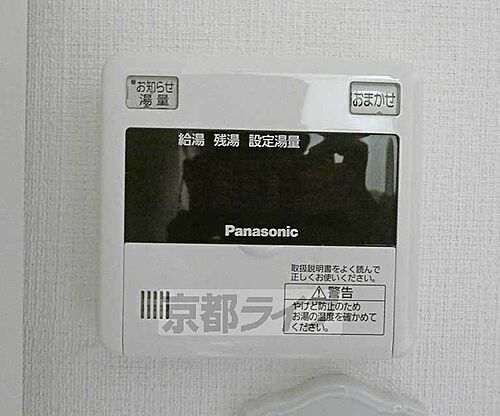 お知らせ
湯量
おまかせ
給湯 残湯 設定湯量
Panasonic
取扱説明書をよく読んで
正しくお使いください。
警告
やけど防止のため
お湯の温度を確かめて
ください。
京都ライ